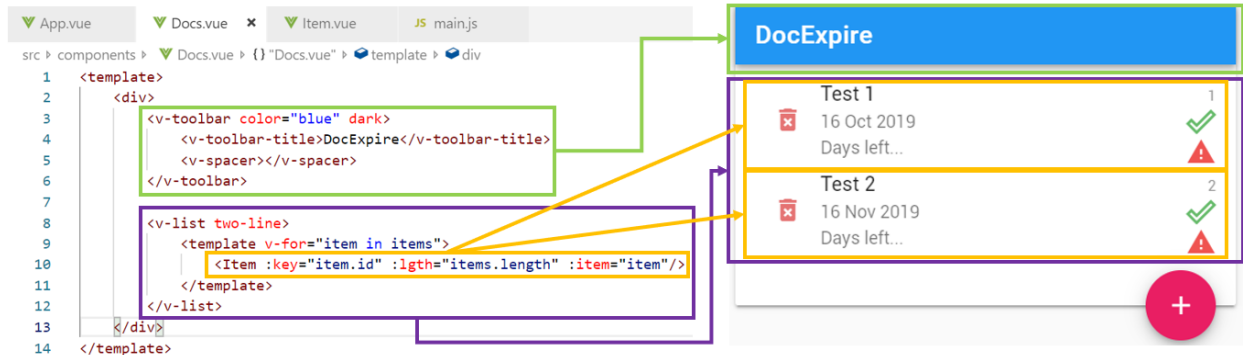 App.vue Docs.vue × Item.vue JS main.js
src components Docs.vue {} "Docs.vue" template div
1 <template>
2 <div>
3 <v-toolbar color="blue" dark>
4 <v-toolbar-title>DocExpire</v-toolbar-title>
5 <v-spacer></v-spacer>
6 </v-toolbar>
7
8 <v-list two-line>
9 <template v-for="item in items">
10 <Item :key="item.id" :lgth="items.length" :item="item"/>
11 </template>
12 </v-list>
13 </div>
14 </template>
DocExpire
Test 1 1
16 Oct 2019
Days left...
Test 2 2
16 Nov 2019
Days left...
+